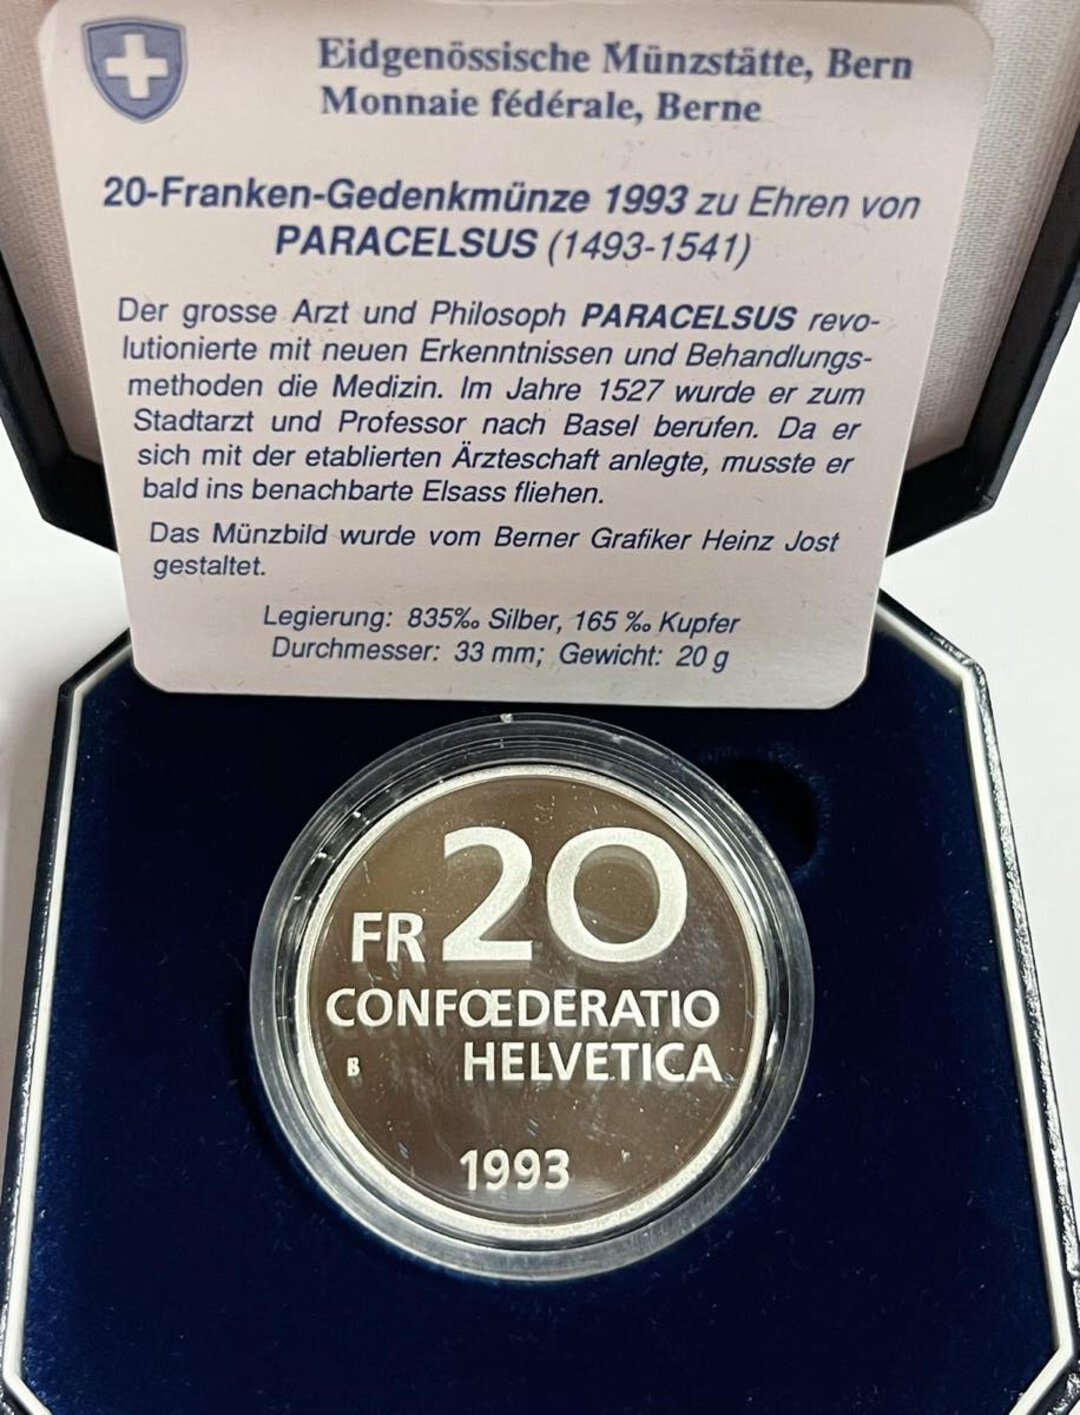 Eidgenössische Münzstätte, Bern
Monnaie fédérale, Berne
20-Franken-Gedenkmünze 1993 zu Ehren von
PARACELSUS (1493-1541)
Der grosse Arzt und Philosoph PARACELSUS revo-
lutionierte mit neuen Erkenntnissen und Behandlungs-
methoden die Medizin. Im Jahre 1527 wurde er zum
Stadtarzt und Professor nach Basel berufen. Da er
sich mit der etablierten Ärzteschaft anlegte, musste er
bald ins benachbarte Elsass fliehen.
Das Münzbild wurde vom Berner Grafiker Heinz Jost
gestaltet.
Legierung: 835‰ Silber, 165 ‰ Kupfer
Durchmesser: 33 mm; Gewicht: 20 g
FR 20
CONFŒDERATIO
B HELVETICA
1993